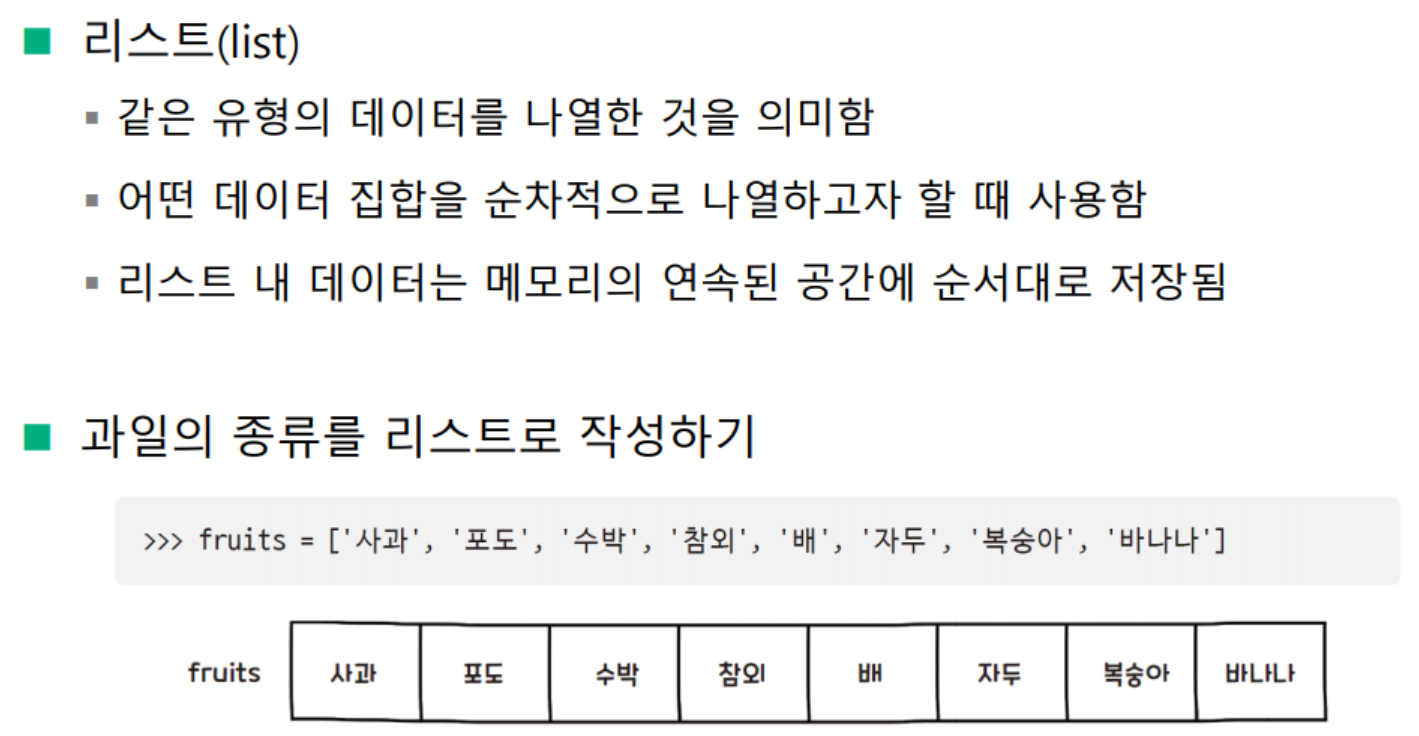 리스트(list)
같은 유형의 데이터를 나열한 것을 의미함
어떤 데이터 집합을 순차적으로 나열하고자 할 때 사용함
리스트 내 데이터는 메모리의 연속된 공간에 순서대로 저장됨
과일의 종류를 리스트로 작성하기
>>> fruits = ['사과', '포도', '수박', '참외', '배', '자두', '복숭아', '바나나']
fruits 사과 포도 수박 참외 배 자두 복숭아 바나나